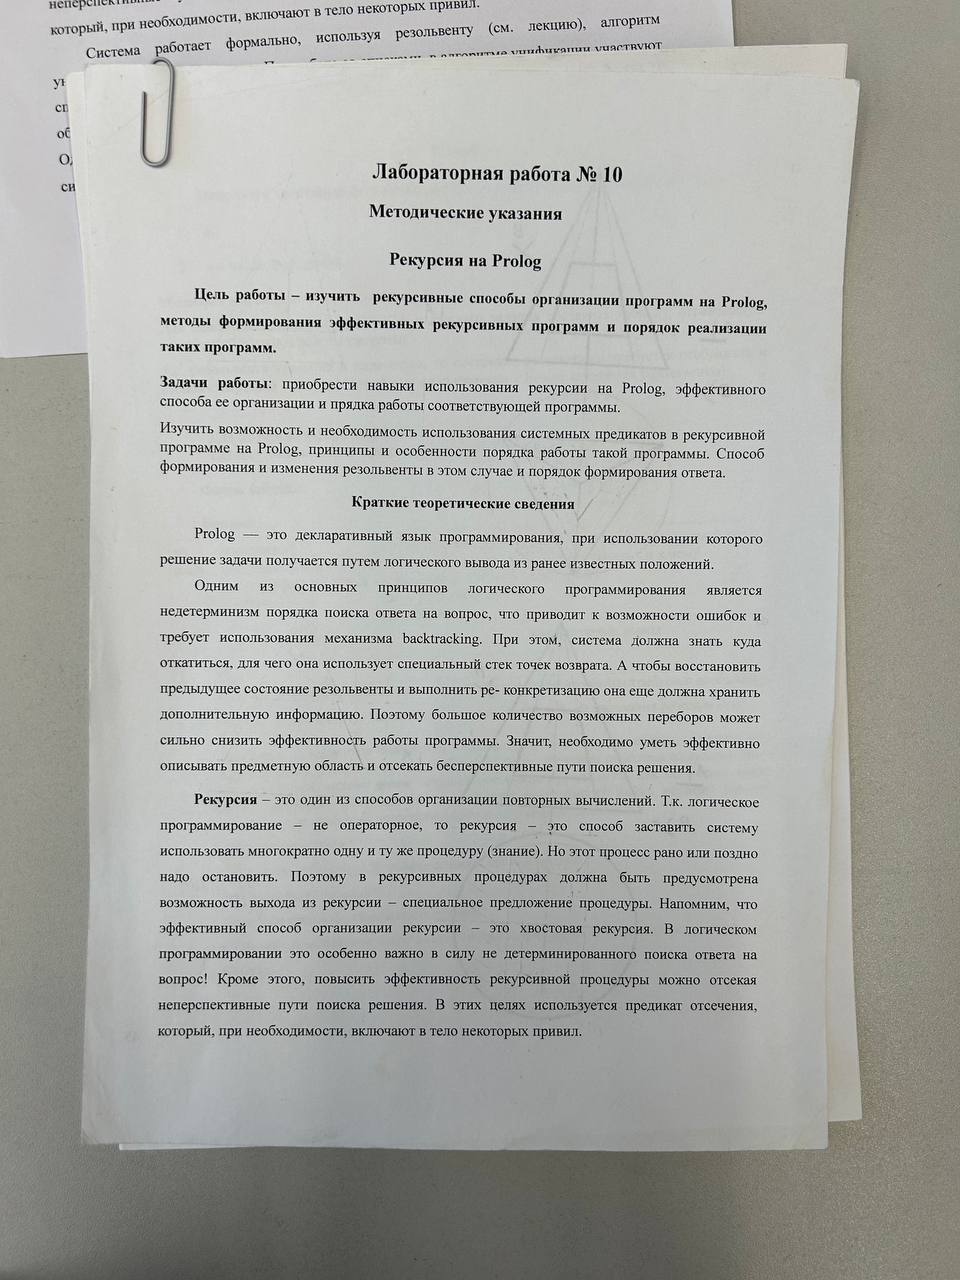 который, при необходимости, включают в тело некоторых привил.
Система работает формально, используя резольвенту (см. лекцию), алгоритм
в алгоритме унификации участвуют
Лабораторная работа № 10
Методические указания
Рекурсия на Prolog
Цель работы – изучить рекурсивные способы организации программ на Prolog,
методы формирования эффективных рекурсивных программ и порядок реализации
таких программ.
Задачи работы: приобрести навыки использования рекурсии на Prolog, эффективного
способа ее организации и прядка работы соответствующей программы.
Изучить возможность и необходимость использования системных предикатов в рекурсивной
программе на Prolog, принципы и особенности порядка работы такой программы. Способ
формирования и изменения резольвенты в этом случае и порядок формирования ответа.
Краткие теоретические сведения
Prolog — это декларативный язык программирования, при использовании которого
решение задачи получается путем логического вывода из ранее известных положений.
Одним из основных принципов логического программирования является
недетерминизм порядка поиска ответа на вопрос, что приводит к возможности ошибок и
требует использования механизма backtracking. При этом, система должна знать куда
откатиться, для чего она использует специальный стек точек возврата. А чтобы восстановить
предыдущее состояние резольвенты и выполнить ре- конкретизацию она еще должна хранить
дополнительную информацию. Поэтому большое количество возможных переборов может
сильно снизить эффективность работы программы. Значит, необходимо уметь эффективно
описывать предметную область и отсекать бесперспективные пути поиска решения.
Рекурсия – это один из способов организации повторных вычислений. Т.к. логическое
программирование – не операторное, то рекурсия – это способ заставить систему
использовать многократно одну и ту же процедуру (знание). Но этот процесс рано или поздно
надо остановить. Поэтому в рекурсивных процедурах должна быть предусмотрена
возможность выхода из рекурсии – специальное предложение процедуры. Напомним, что
эффективный способ организации рекурсии – это хвостовая рекурсия. В логическом
программировании это особенно важно в силу не детерминированного поиска ответа на
вопрос! Кроме этого, повысить эффективность рекурсивной процедуры можно отсекая
неперспективные пути поиска решения. В этих целях используется предикат отсечения,
который, при необходимости, включают в тело некоторых привил.